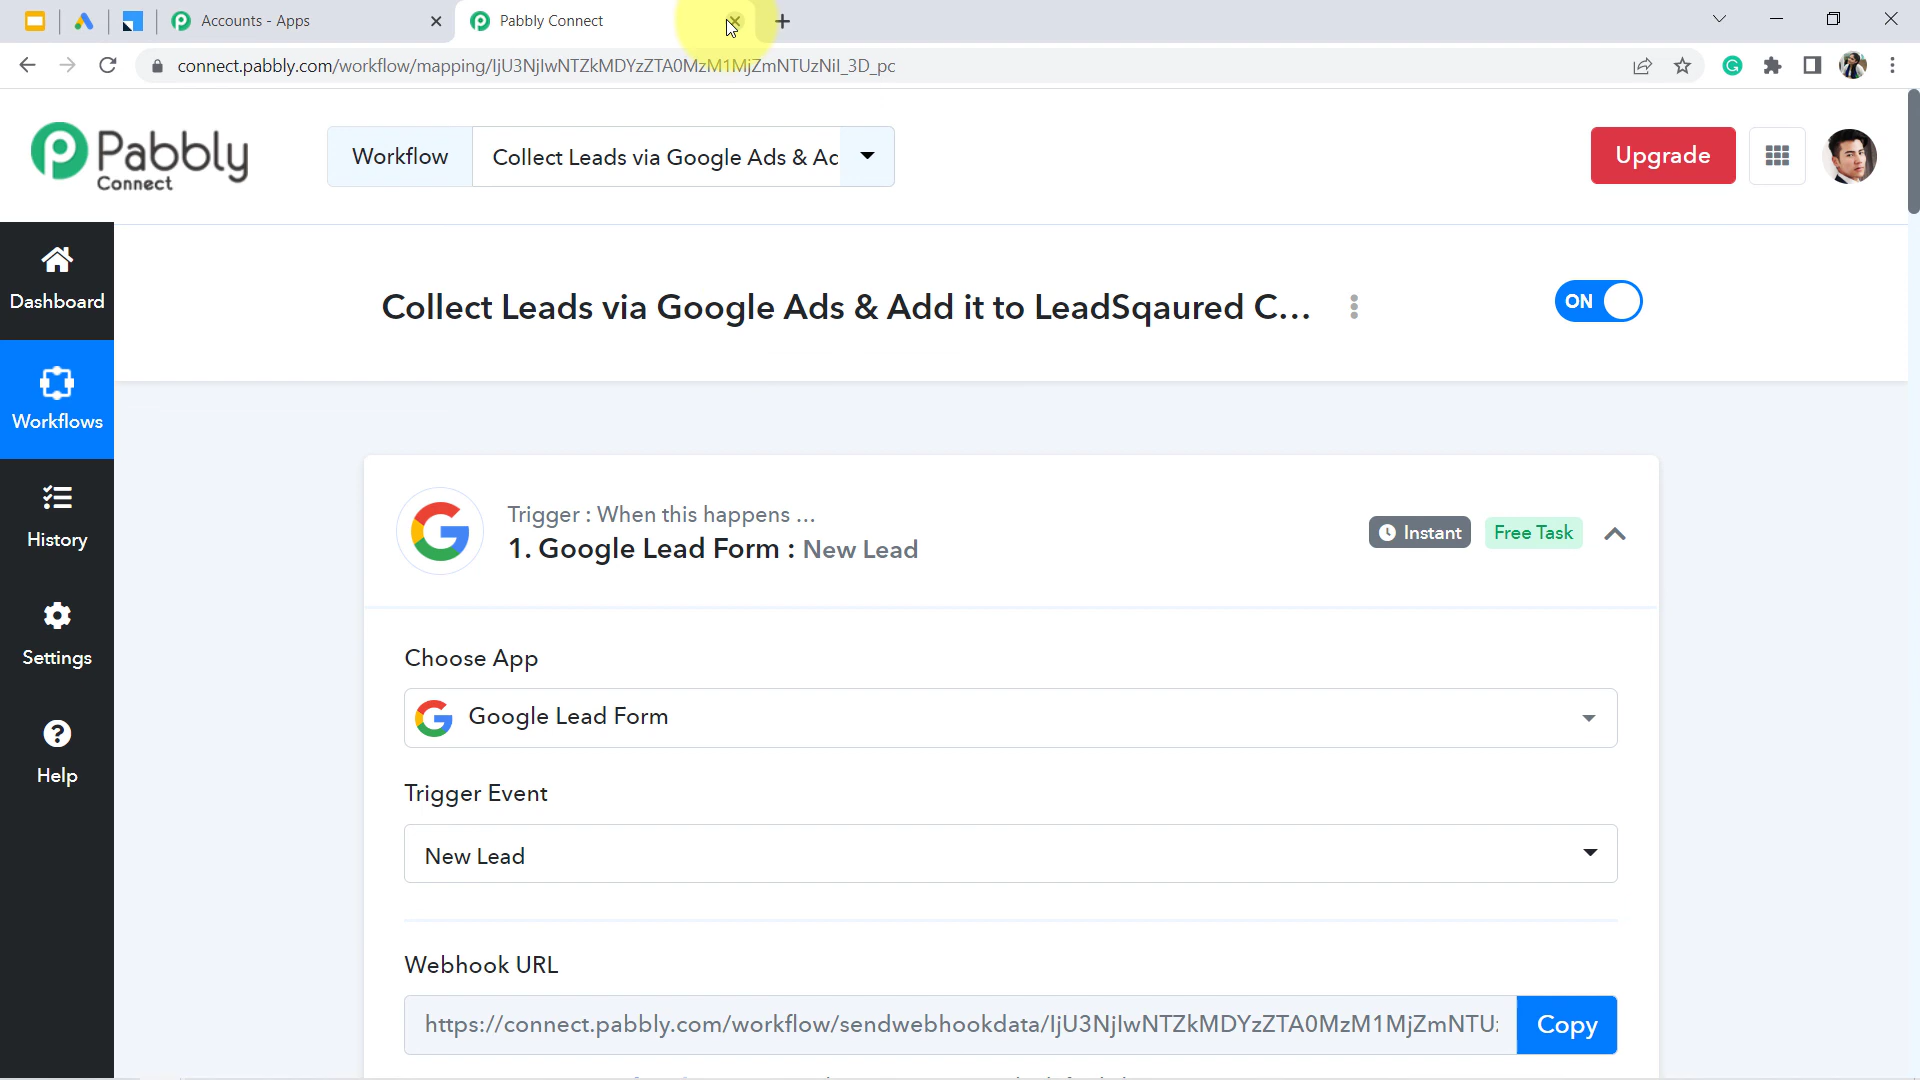 Accounts - Apps
Pabbly Connect
connect.pabbly.com/workflow/mapping/IjU3NjIwNTZkMDYzZTA0MzM1MjZmNTUzNiI_3D_pc
Pabbly
Connect
Workflow
Collect Leads via Google Ads & Ac
Upgrade
Dashboard
Collect Leads via Google Ads & Add it to LeadSqaured C...
ON
Workflows
History
Settings
Help
Trigger : When this happens ...
1. Google Lead Form : New Lead
Instant
Free Task
Choose App
Google Lead Form
Trigger Event
New Lead
Webhook URL
https://connect.pabbly.com/workflow/sendwebhookdata/IjU3NjIwNTZkMDYzZTA0MzM1MjZmNTU
Copy